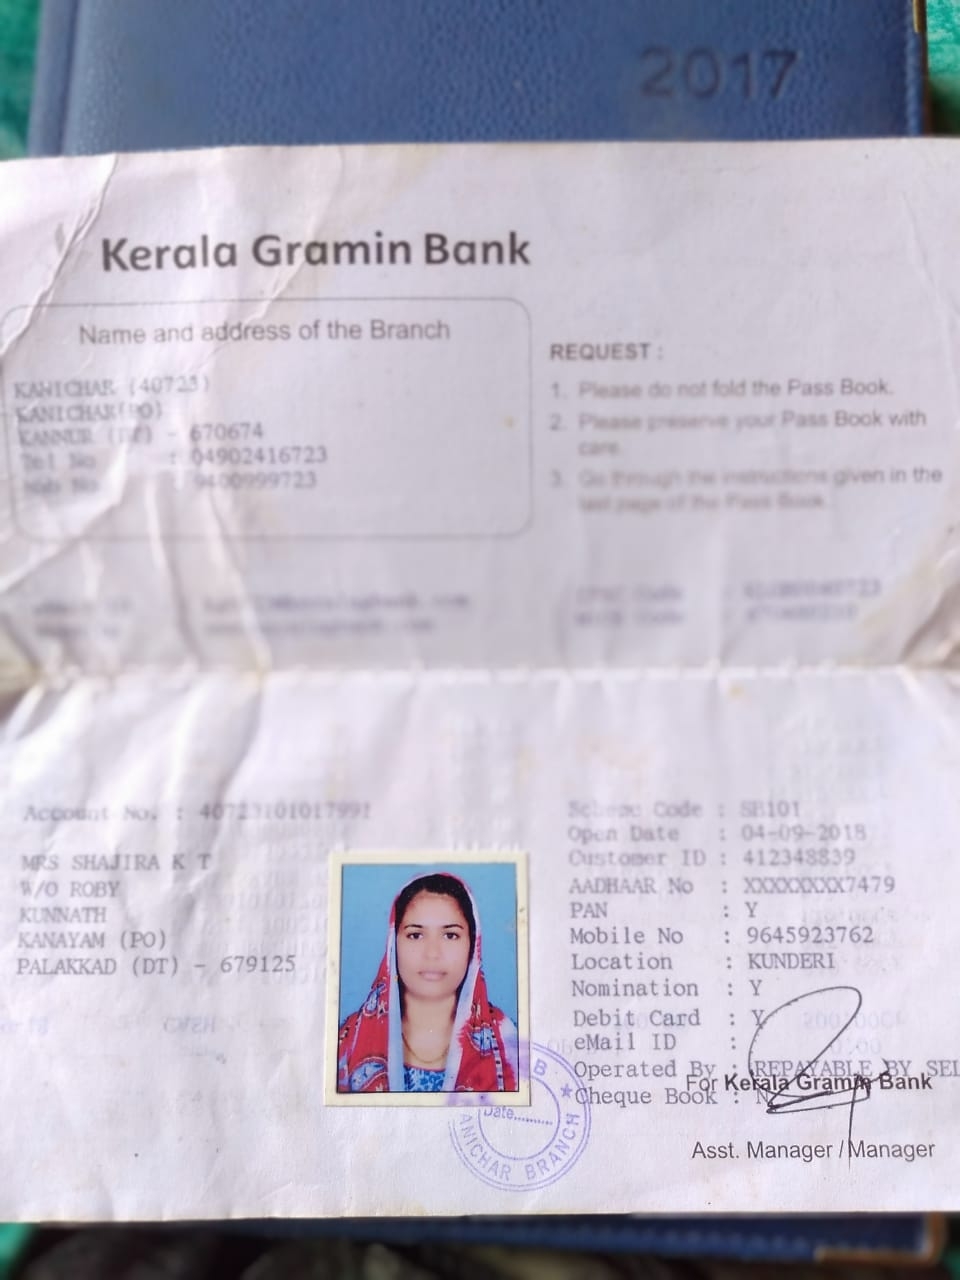 2017
Kerala Gramin Bank
Name and address of the Branch
KANICHAR (40723)
KANICHAR(PO)
KANNUR (DT) - 670674
Tel No : 04902416723
Mob No : 9400999723
REQUEST :
1. Please do not fold the Pass Book.
2. Please preserve your Pass Book with
care.
3. Go through the instructions given in the
last page of the Pass Book.
Account No. : 40723101017991
MRS SHAJIRA K T
W/O ROBY
KUNNATH
KANAYAM (PO)
PALAKKAD (DT) - 679125
Scheme Code : SB101
Open Date : 04-09-2018
Customer ID : 412348839
AADHAAR No : XXXXXXXX7479
PAN : Y
Mobile No : 9645923762
Location : KUNDERI
Nomination : Y
Debit Card : Y
eMail ID :
Operated By : REPAYABLE BY SEL
Cheque Book : N
For Kerala Gramin Bank
Asst. Manager / Manager
Date..........
ANICHAR BRANCH